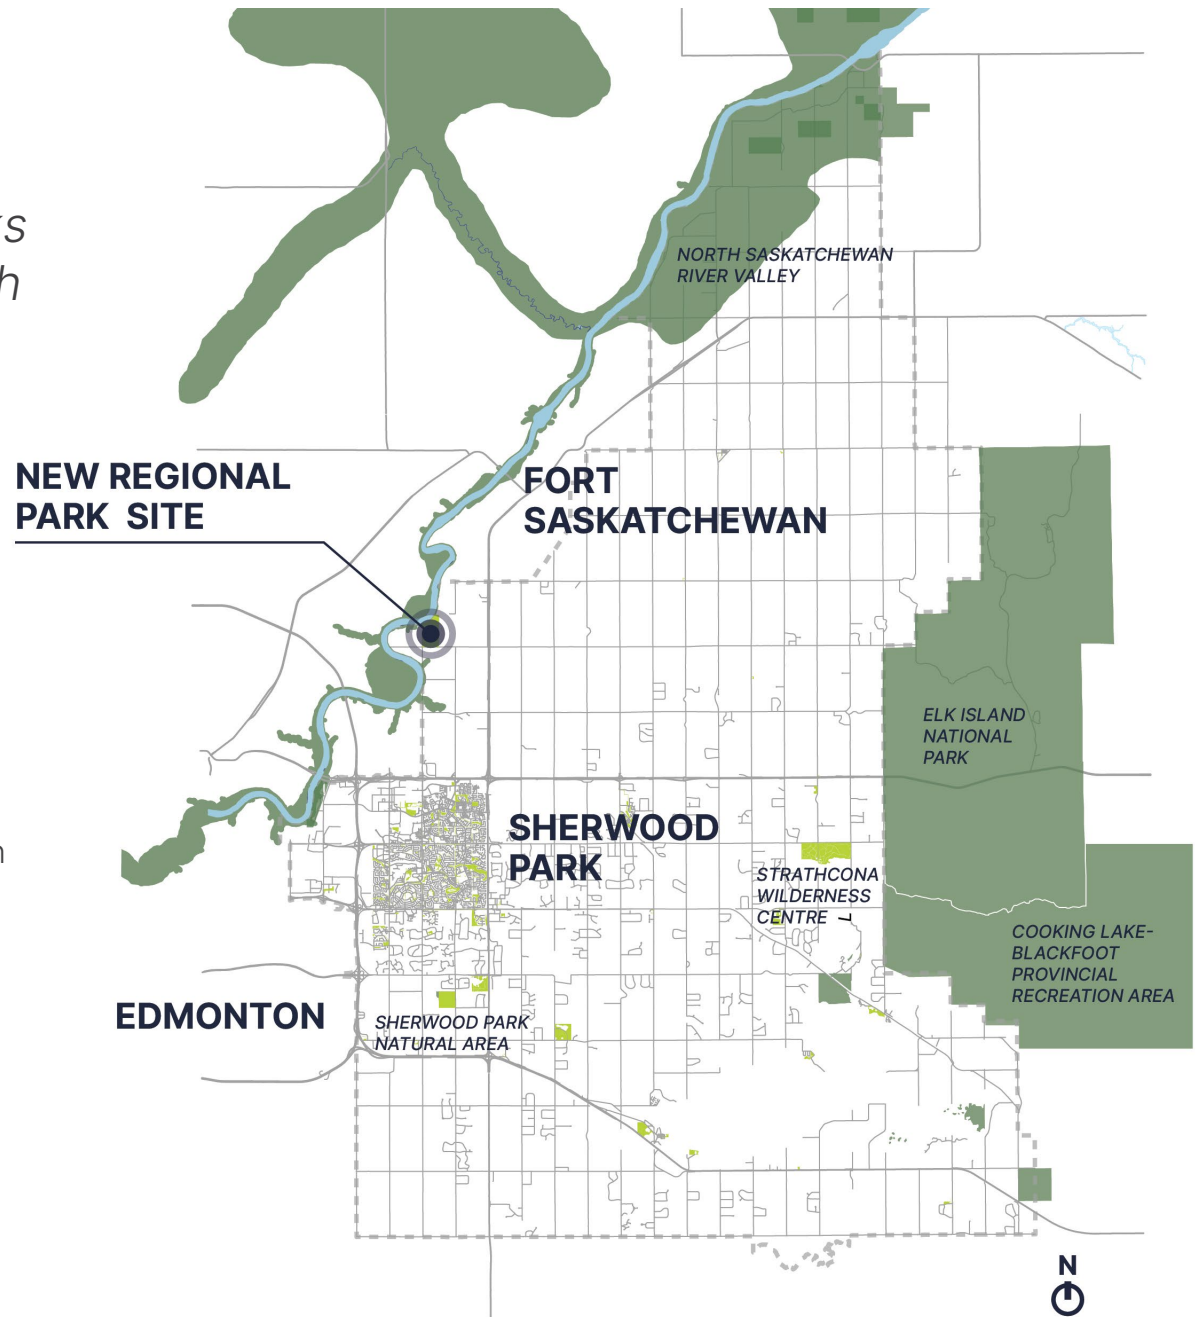 ks
h
NORTH SASKATCHEWAN
RIVER VALLEY
NEW REGIONAL
PARK SITE
FORT
SASKATCHEWAN
ELK ISLAND
NATIONAL
PARK
SHERWOOD
PARK
n
STRATHCONA
WILDERNESS
CENTRE
COOKING LAKE-
BLACKFOOT
PROVINCIAL
RECREATION AREA
EDMONTON
SHERWOOD PARK
NATURAL AREA
N